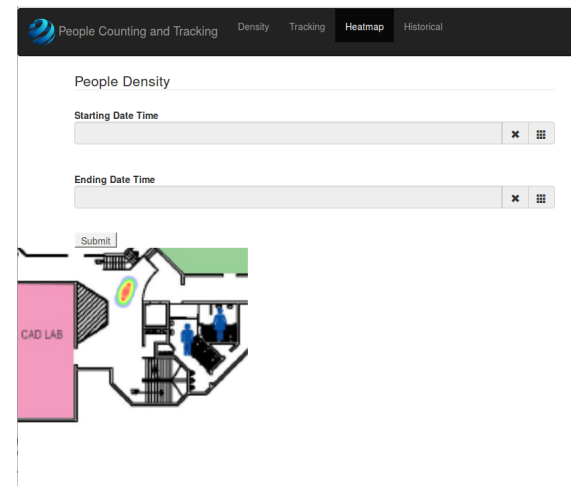 People Counting and Tracking Density Tracking Heatmap Historical
People Density
Starting Date Time
Ending Date Time
Submit
CAD LAB